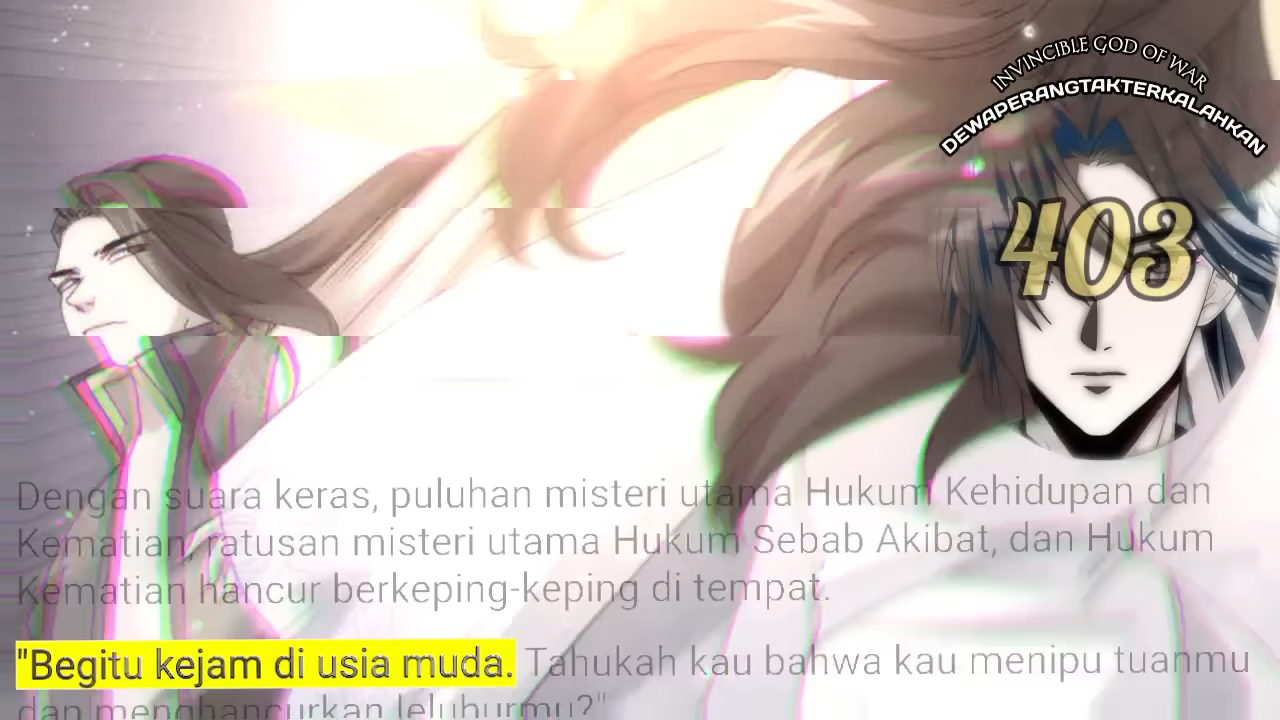 INVINCIBLE GOD OF WAR
DEWAPERANGTAKTERKALAHKAN
403
Dengan suara keras, puluhan misteri utama Hukum Kehidupan dan
Kematian, ratusan misteri utama Hukum Sebab Akibat, dan Hukum
Kematian hancur berkeping-keping di tempat.
"Begitu kejam di usia muda. Tahukah kau bahwa kau menipu tuanmu
dan menghancurkan leluhurmu?"